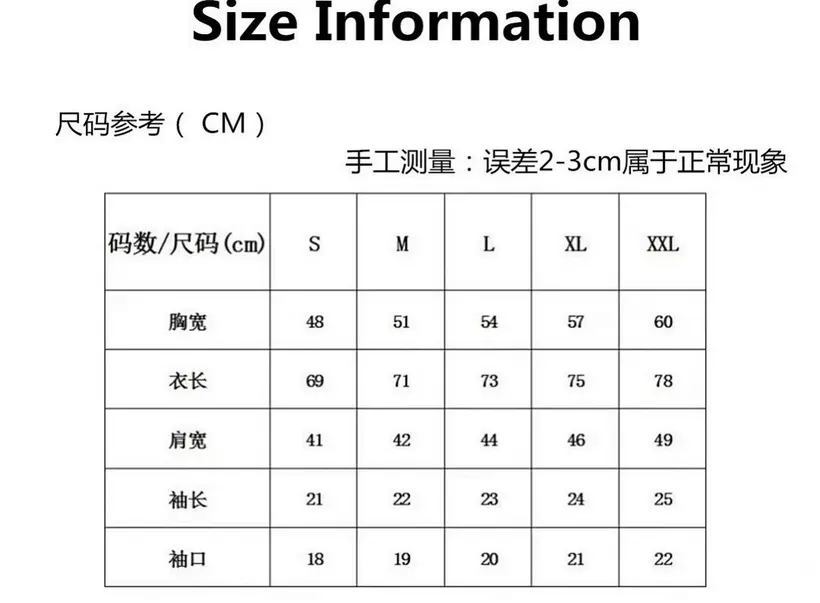 Size Information
尺码参考（ CM ）
手工测量：误差2-3cm属于正常现象
码数/尺码(cm) S M L XL XXL
胸宽 48 51 54 57 60
衣长 69 71 73 75 78
肩宽 41 42 44 46 49
袖长 21 22 23 24 25
袖口 18 19 20 21 22